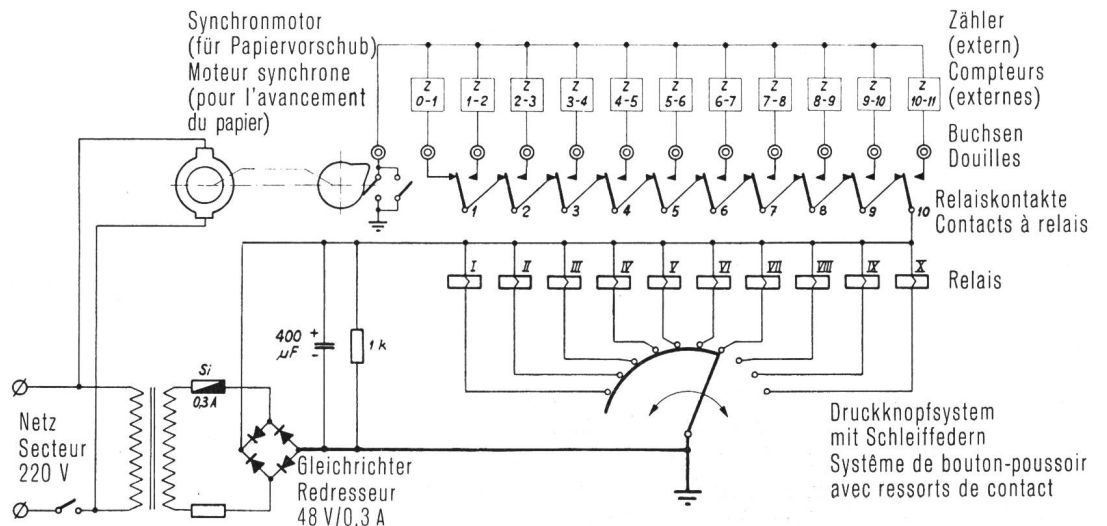 Synchronmotor
(für Papiervorschub)
Moteur synchrone
(pour l'avancement
du papier)
Zähler
(extern)
Compteurs
(externes)
Z 0-1
Z 1-2
Z 2-3
Z 3-4
Z 4-5
Z 5-6
Z 6-7
Z 7-8
Z 8-9
Z 9-10
Z 10-11
Buchsen
Douilles
1 2 3 4 5 6 7 8 9 10
Relaiskontakte
Contacts à relais
I II III IV V VI VII VIII IX X
Relais
400
µF
+
-
1 k
Si
0,3 A
Netz
Secteur
220 V
Gleichrichter
Redresseur
48 V/0,3 A
Druckknopfsystem
mit Schleiffedern
Système de bouton-poussoir
avec ressorts de contact